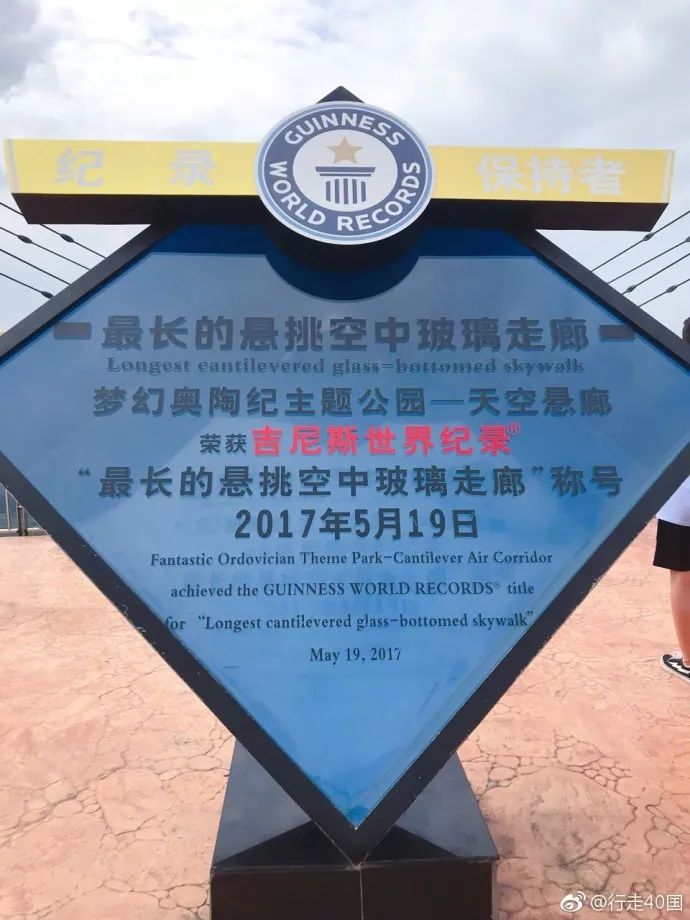 纪录
GUINNESS
WORLD RECORDS
保持者
最长的悬挑空中玻璃走廊
Longest cantilevered glass-bottomed skywalk
梦幻奥陶纪主题公园—天空悬廊
荣获吉尼斯世界纪录®
“最长的悬挑空中玻璃走廊”称号
2017年5月19日
Fantastic Ordovician Theme Park-Cantilever Air Corridor
achieved the GUINNESS WORLD RECORDS® title
for “Longest cantilevered glass-bottomed skywalk”
May 19, 2017
@行走40国